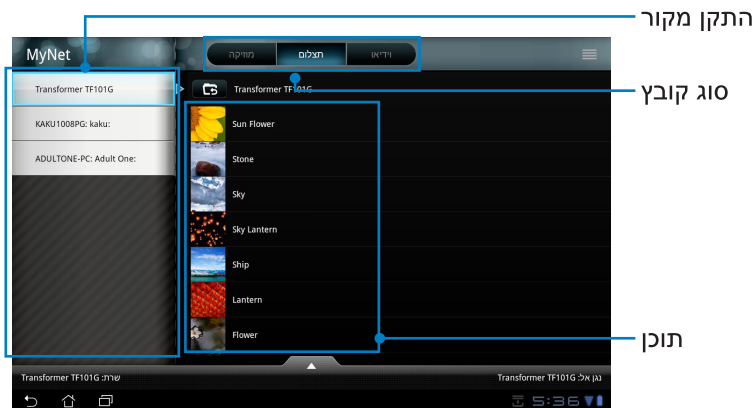 התקן מקור
MyNet
מוזיקה
תצלום
וידיאו
Transformer TF101G
Transformer TF101G
סוג קובץ
KAKU1008PG: kaku:
ADULTONE-PC: Adult One:
Sun Flower
Stone
Sky
Sky Lantern
Ship
Lantern
Flower
תוכן
שרת: Transformer TF101G
נגן אל: Transformer TF101G
5:36